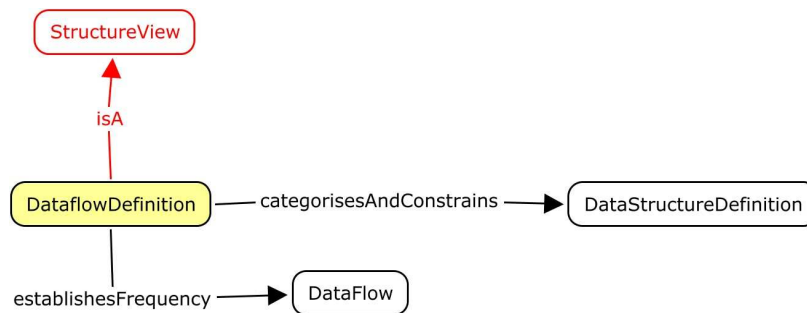 StructureView
isA
DataflowDefinition
categorisesAndConstrains
DataStructureDefinition
establishesFrequency
DataFlow